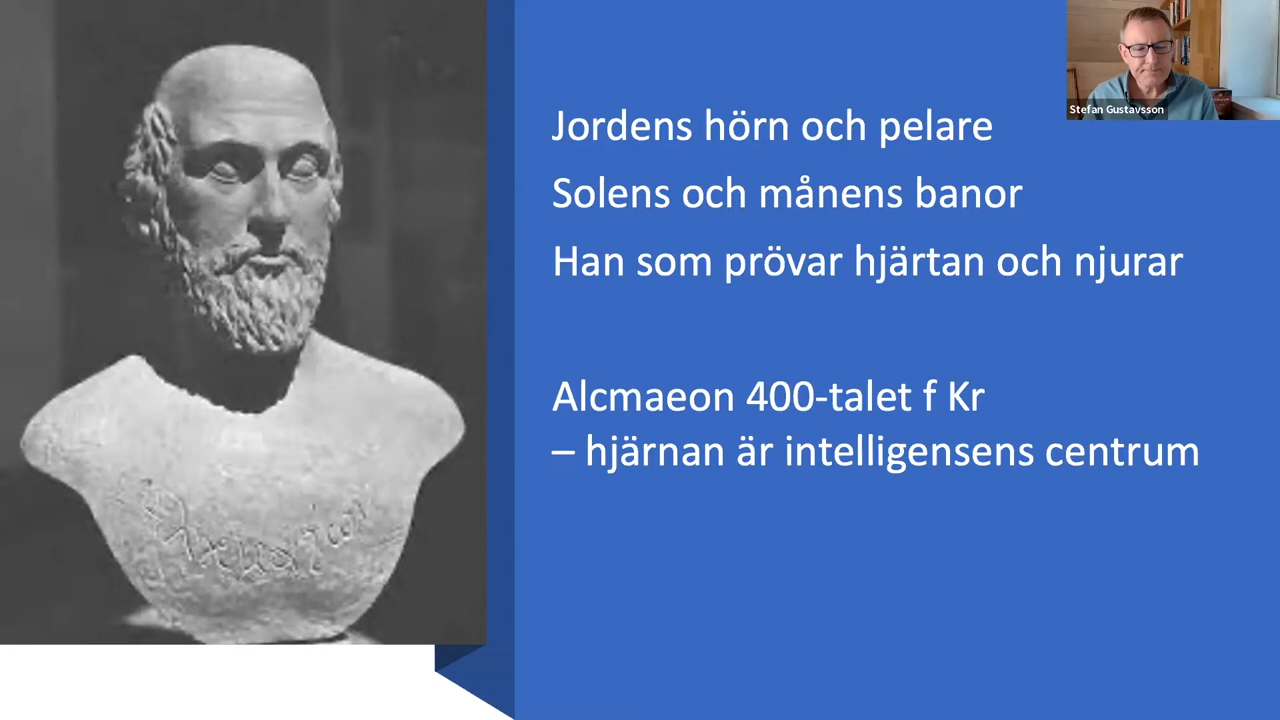 Stefan Gustavsson
Jordens hörn och pelare
Solens och månens banor
Han som prövar hjärtan och njurar
Alcmaeon 400-talet f Kr
– hjärnan är intelligensens centrum